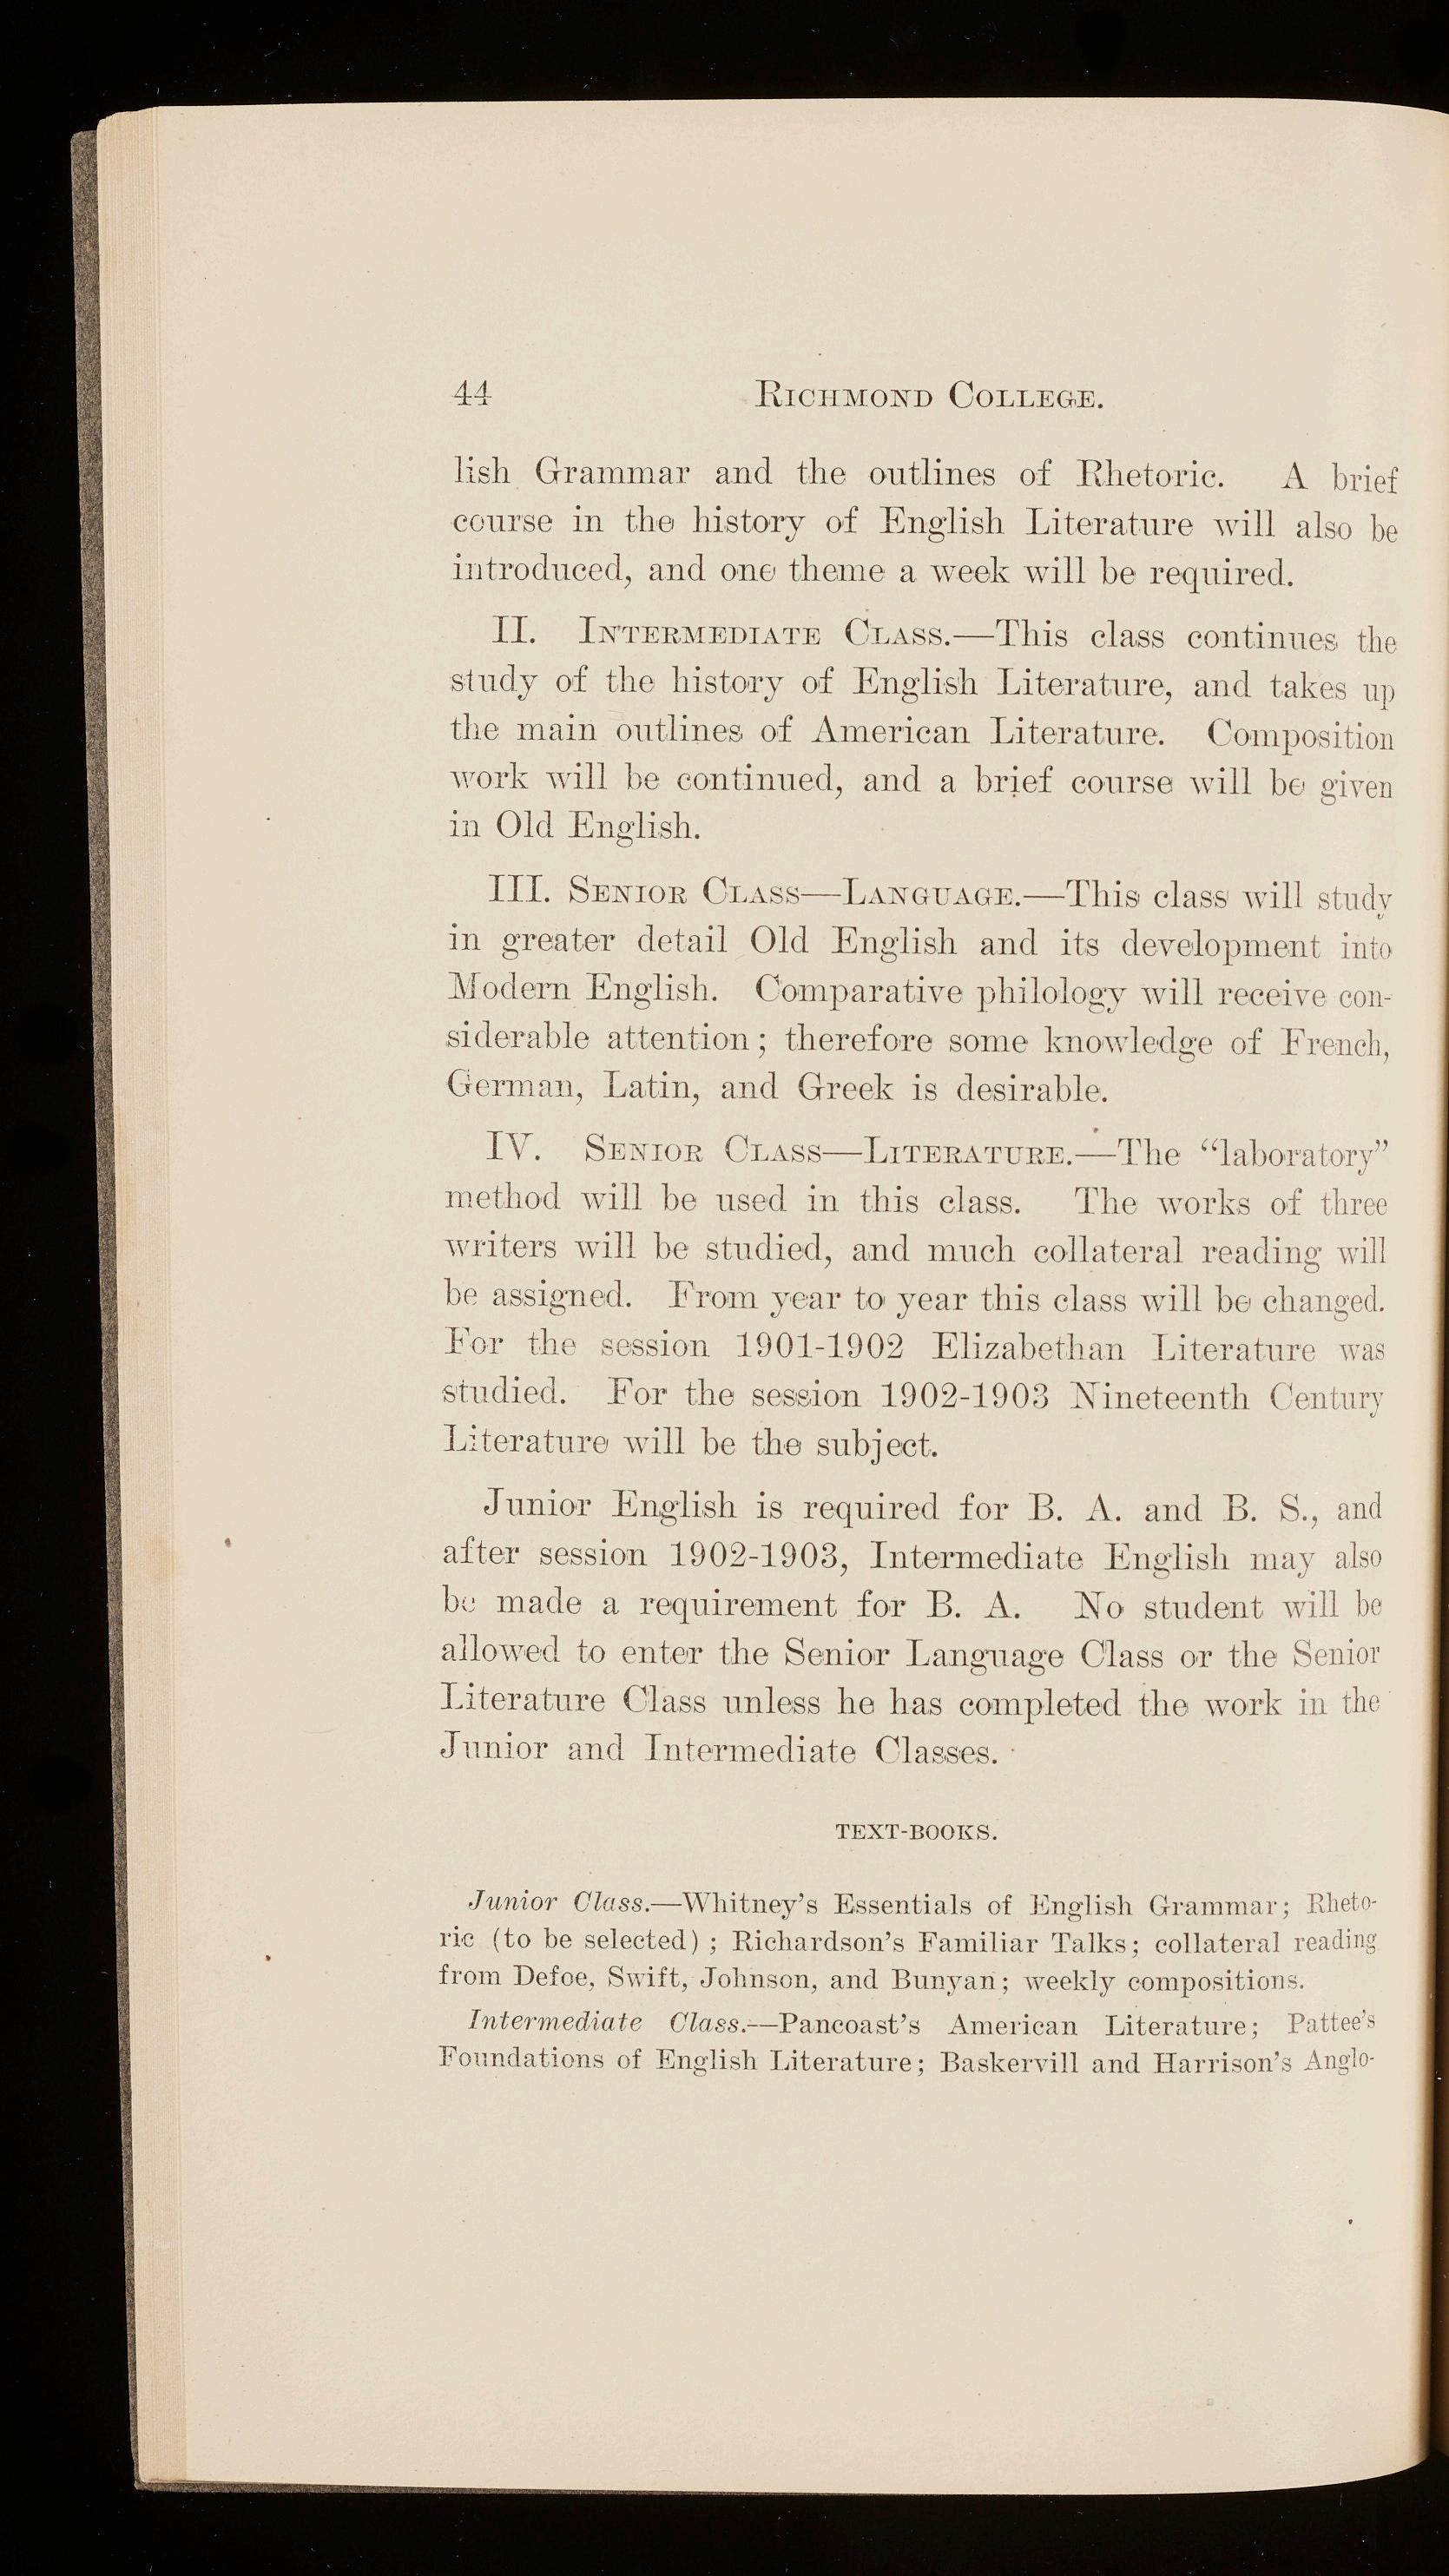 44 RICHMOND COLLEGE.
lish Grammar and the outlines of Rhetoric. A brief
course in the history of English Literature will also be
introduced, and one theme a week will be required.
II. INTERMEDIATE CLASS.—This class continues the
study of the history of English Literature, and takes up
the main outlines of American Literature. Composition
work will be continued, and a brief course will be given
in Old English.
III. SENIOR CLASS—LANGUAGE.—This class will study
in greater detail Old English and its development into
Modern English. Comparative philology will receive con-
siderable attention; therefore some knowledge of French,
German, Latin, and Greek is desirable.
IV. SENIOR CLASS—LITERATURE.—The “laboratory”
method will be used in this class. The works of three
writers will be studied, and much collateral reading will
be assigned. From year to year this class will be changed.
For the session 1901-1902 Elizabethan Literature was
studied. For the session 1902-1903 Nineteenth Century
Literature will be the subject.
Junior English is required for B. A. and B. S., and
after session 1902-1903, Intermediate English may also
be made a requirement for B. A. No student will be
allowed to enter the Senior Language Class or the Senior
Literature Class unless he has completed the work in the
Junior and Intermediate Classes.
TEXT-BOOKS.
Junior Class.—Whitney’s Essentials of English Grammar; Rheto-
ric (to be selected) ; Richardson’s Familiar Talks; collateral reading
from Defoe, Swift, Johnson, and Bunyan; weekly compositions.
Intermediate Class.—Pancoast’s American Literature; Pattee’s
Foundations of English Literature; Baskervill and Harrison’s Anglo-